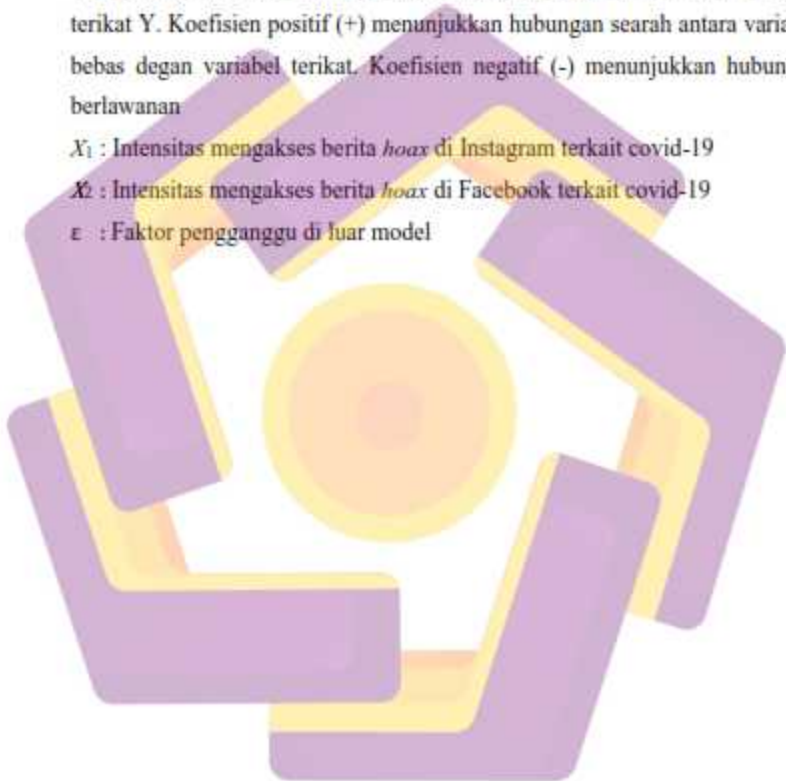 terikat Y. Koefisien positif (+) menunjukkan hubungan searah antara varia
bebas degan variabel terikat. Koefisien negatif (-) menunjukkan hubun
berlawanan
X1 : Intensitas mengakses berita hoax di Instagram terkait covid-19
X2 : Intensitas mengakses berita hoax di Facebook terkait covid-19
ε : Faktor pengganggu di luar model